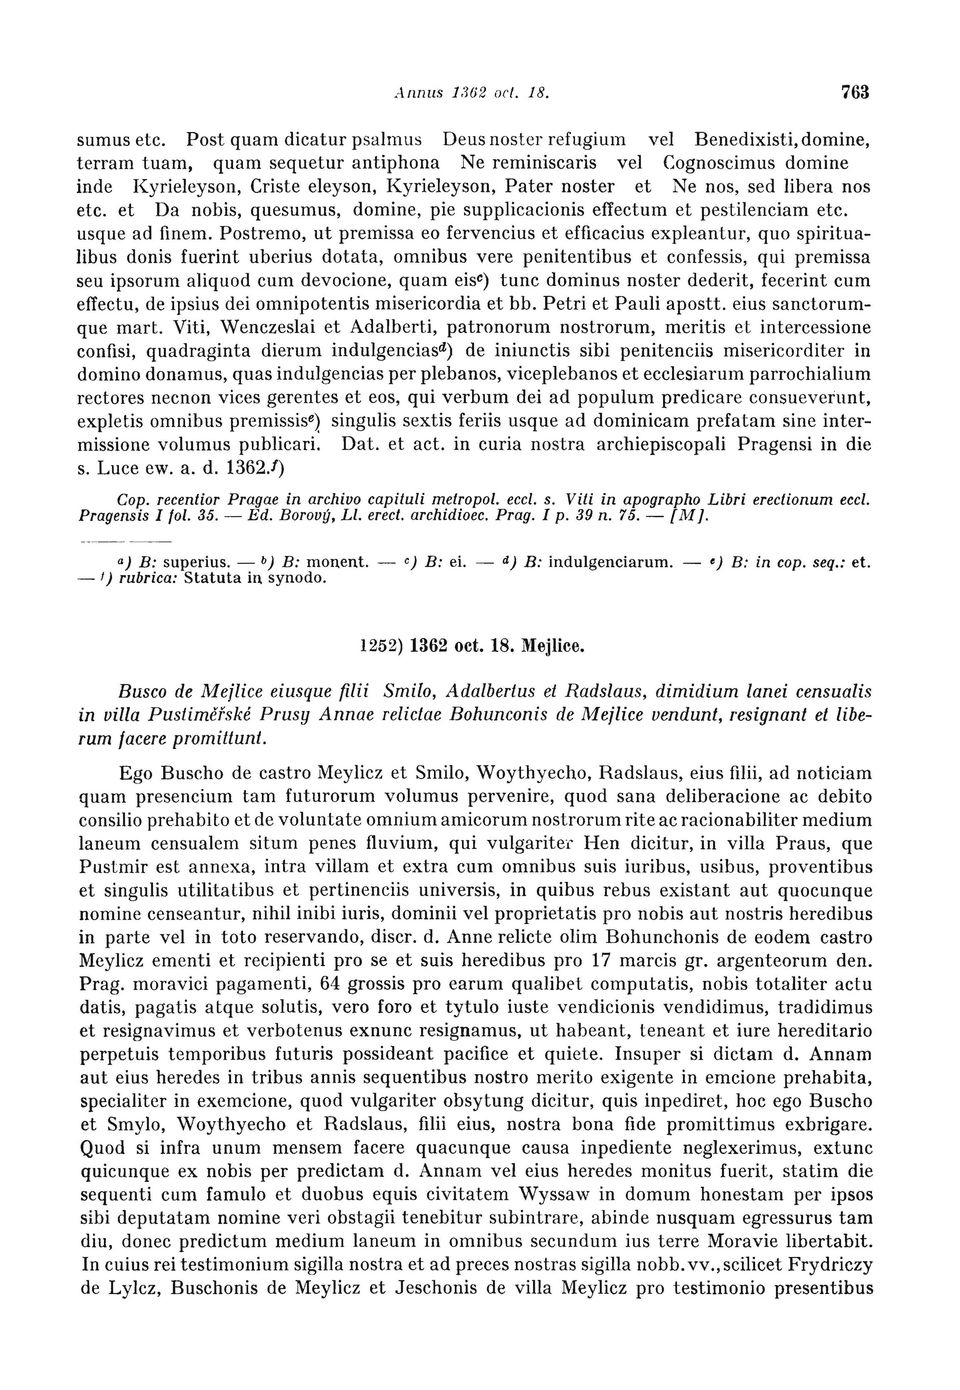 Annus 1362 oct. 18. 763
sumus etc. Post quam dicatur psalmus Deus noster refugium vel Benedixisti, domine,
terram tuam, quam sequetur antiphona Ne reminiscaris vel Cognoscimus domine
inde Kyrieleyson, Criste eleyson, Kyrieleyson, Pater noster et Ne nos, sed libera nos
etc. et Da nobis, quesumus, domine, pie supplicacionis effectum et pestilenciam etc.
usque ad finem. Postremo, ut premissa eo fervencius et efficacius expleantur, quo spiritua-
libus donis fuerint uberius dotata, omnibus vere penitentibus et confessis, qui premissa
seu ipsorum aliquod cum devocione, quam eis c) tunc dominus noster dederit, fecerint cum
effectu, de ipsius dei omnipotentis misericordia et bb. Petri et Pauli apostt. eius sanctorum-
que mart. Viti, Wenczeslai et Adalberti, patronorum nostrorum, meritis et intercessione
confisi, quadraginta dierum indulgencias d) de iniunctis sibi penitenciis misericorditer in
domino donamus, quas indulgencias per plebanos, viceplebanos et ecclesiarum parrochialium
rectores necnon vices gerentes et eos, qui verbum dei ad populum predicare consueverunt,
expletis omnibus premissis e) singulis sextis feriis usque ad dominicam prefatam sine inter-
missione volumus publicari. Dat. et act. in curia nostra archiepiscopali Pragensi in die
s. Luce ew. a. d. 1362. f)
Cop. recentior Pragae in archivo capituli metropol. eccl. s. Viti in apographo Libri erectionum eccl.
Pragensis I fol. 35. — Ed. Borový, Ll. erect. archidioec. Prag. I p. 39 n. 75. — [M].
a) B: superius. — b) B: monent. — c) B: ei. — d) B: indulgenciarum. — e) B: in cop. seq.: et.
— f) rubrica: Statuta in synodo.
1252) 1362 oct. 18. Mejlice.
Busco de Mejlice eiusque filii Smilo, Adalbertus et Radslaus, dimidium lanei censualis
in villa Pustiměřské Prusy Annae relictae Bohunconis de Mejlice vendunt, resignant et libe-
rum facere promittunt.
Ego Buscho de castro Meylicz et Smilo, Woythyecho, Radslaus, eius filii, ad noticiam
quam presencium tam futurorum volumus pervenire, quod sana deliberacione ac debito
consilio prehabito et de voluntate omnium amicorum nostrorum rite ac racionabiliter medium
laneum censualem situm penes fluvium, qui vulgariter Hen dicitur, in villa Praus, que
Pustmir est annexa, intra villam et extra cum omnibus suis iuribus, usibus, proventibus
et singulis utilitatibus et pertinenciis universis, in quibus rebus existant aut quocunque
nomine censeantur, nihil inibi iuris, dominii vel proprietatis pro nobis aut nostris heredibus
in parte vel in toto reservando, discr. d. Anne relicte olim Bohunchonis de eodem castro
Meylicz ementi et recipienti pro se et suis heredibus pro 17 marcis gr. argenteorum den.
Prag. moravici pagamenti, 64 grossis pro earum qualibet computatis, nobis totaliter actu
datis, pagatis atque solutis, vero foro et tytulo iuste vendicionis vendidimus, tradidimus
et resignavimus et verbotenus exnunc resignamus, ut habeant, teneant et iure hereditario
perpetuis temporibus futuris possideant pacifice et quiete. Insuper si dictam d. Annam
aut eius heredes in tribus annis sequentibus nostro merito exigente in emcione prehabita,
specialiter in exemcione, quod vulgariter obsytung dicitur, quis inpediret, hoc ego Buscho
et Smylo, Woythyecho et Radslaus, filii eius, nostra bona fide promittimus exbrigare.
Quod si infra unum mensem facere quacunque causa inpediente neglexerimus, extunc
quicunque ex nobis per predictam d. Annam vel eius heredes monitus fuerit, statim die
sequenti cum famulo et duobus equis civitatem Wyssaw in domum honestam per ipsos
sibi deputatam nomine veri obstagii tenebitur subintrare, abinde nusquam egressurus tam
diu, donec predictum medium laneum in omnibus secundum ius terre Moravie libertabit.
In cuius rei testimonium sigilla nostra et ad preces nostras sigilla nobb. vv., scilicet Frydriczy
de Lylcz, Buschonis de Meylicz et Jeschonis de villa Meylicz pro testimonio presentibus